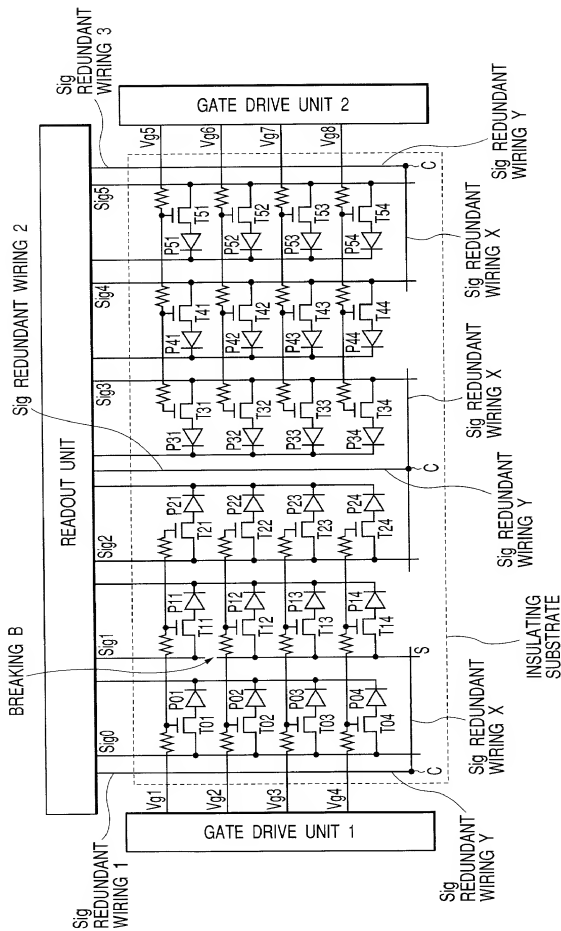 Sig
REDUNDANT
WIRING 1
Sig REDUNDANT WIRING 2
Sig
REDUNDANT
WIRING 3
READOUT UNIT
BREAKING B
GATE DRIVE UNIT 1
GATE DRIVE UNIT 2
Sig0
Sig1
Sig2
Sig3
Sig4
Sig5
Vg1
Vg2
Vg3
Vg4
Vg5
Vg6
Vg7
Vg8
P01
T01
P11
T11
P21
T21
P31
T31
P41
T41
P51
T51
P02
T02
P12
T12
P22
T22
P32
T32
P42
T42
P52
T52
P03
T03
P13
T13
P23
T23
P33
T33
P43
T43
P53
T53
P04
T04
P14
T14
P24
T24
P34
T34
P44
T44
P54
T54
C
S
C
C
Sig
REDUNDANT
WIRING Y
Sig REDUNDANT
WIRING X
INSULATING
SUBSTRATE
Sig REDUNDANT
WIRING Y
Sig REDUNDANT
WIRING X
Sig REDUNDANT
WIRING X
Sig REDUNDANT
WIRING Y